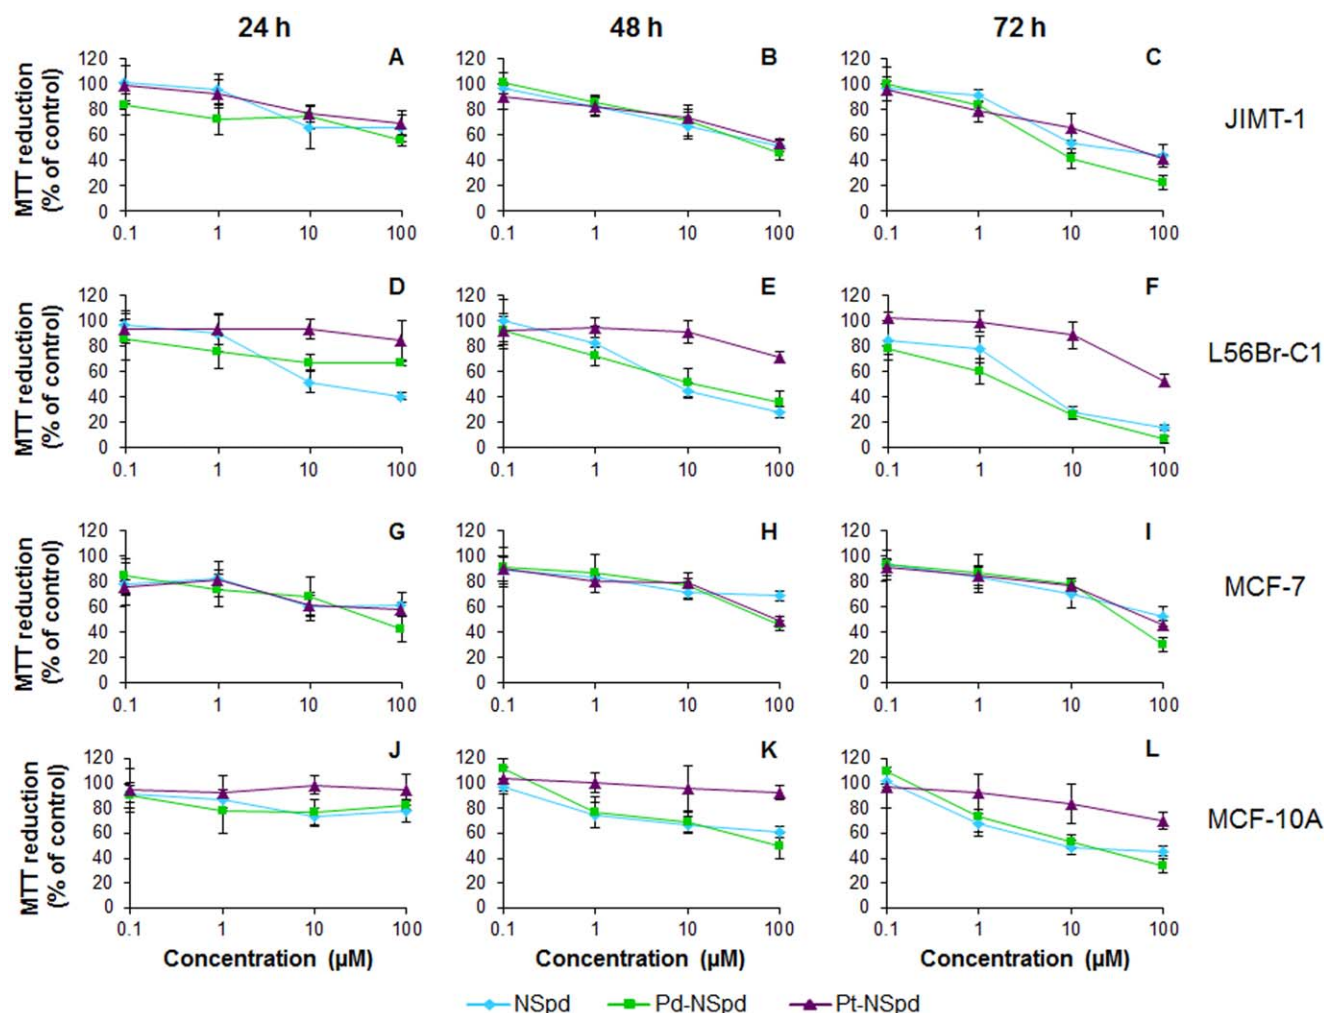 24 h 48 h 72 h
A B C
MTT reduction
(% of control)
120 120 120
100 100 100
80 80 80
60 60 60
40 40 40
20 20 20
0 0 0
0.1 1 10 100 0.1 1 10 100 0.1 1 10 100
JIMT-1
D E F
MTT reduction
(% of control)
120 120 120
100 100 100
80 80 80
60 60 60
40 40 40
20 20 20
0 0 0
0.1 1 10 100 0.1 1 10 100 0.1 1 10 100
L56Br-C1
G H I
MTT reduction
(% of control)
120 120 120
100 100 100
80 80 80
60 60 60
40 40 40
20 20 20
0 0 0
0.1 1 10 100 0.1 1 10 100 0.1 1 10 100
MCF-7
J K L
MTT reduction
(% of control)
120 120 120
100 100 100
80 80 80
60 60 60
40 40 40
20 20 20
0 0 0
0.1 1 10 100 0.1 1 10 100 0.1 1 10 100
MCF-10A
Concentration (µM) Concentration (µM) Concentration (µM)
NSpd Pd-NSpd Pt-NSpd